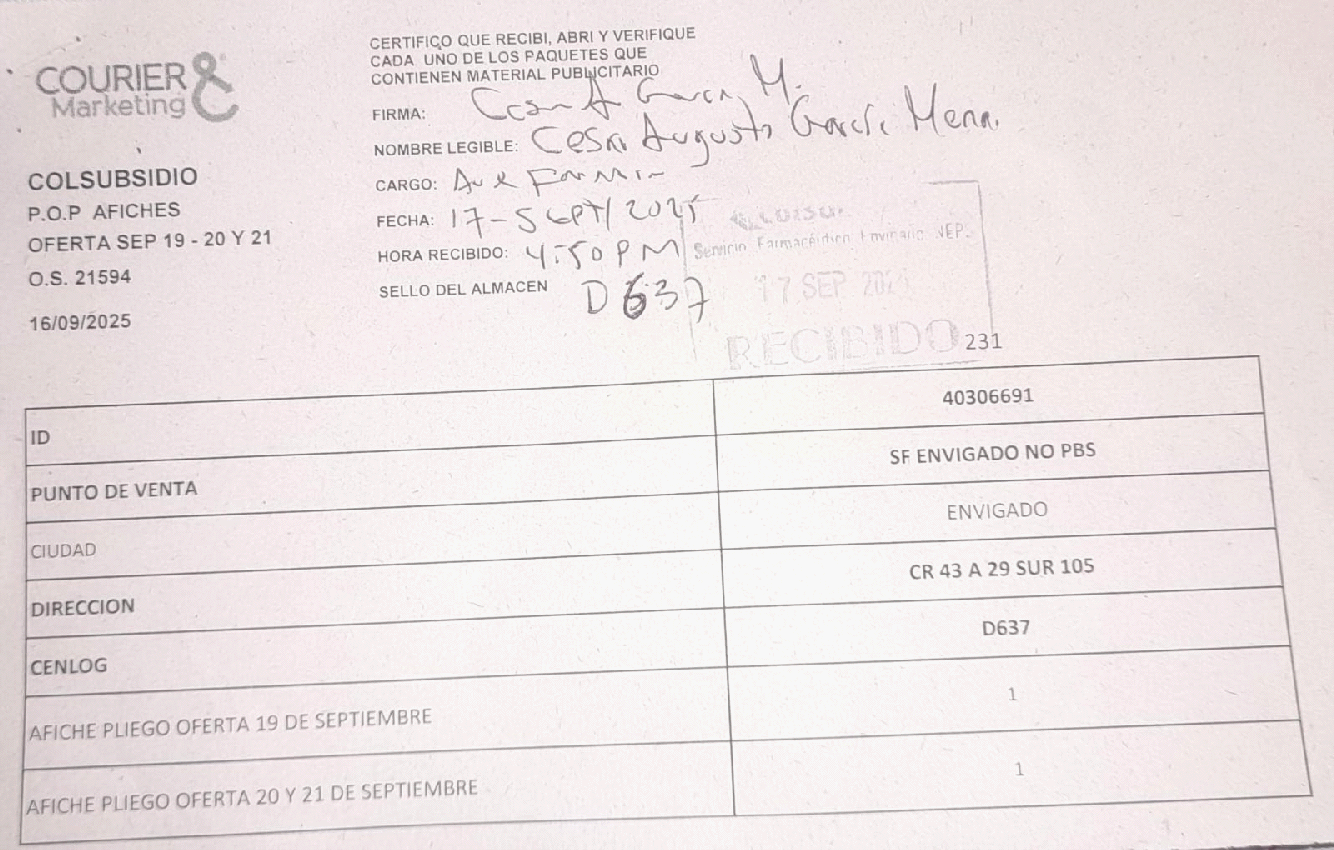 COURIER &
Marketing
COLSUBSIDIO
P.O.P AFICHES
OFERTA SEP 19 - 20 Y 21
O.S. 21594
16/09/2025
CERTIFICO QUE RECIBI, ABRI Y VERIFIQUE
CADA UNO DE LOS PAQUETES QUE
CONTIENEN MATERIAL PUBLICITARIO
FIRMA: Cesar A Garcia M.
NOMBRE LEGIBLE: Cesar Augusto Garcia Mena
CARGO: Aux Farmacia
FECHA: 17-Sept/2025
HORA RECIBIDO: 4:50 PM
SELLO DEL ALMACEN D637
Servicio Farmacéutico
17 SEP
RECIBIDO
231
ID 40306691
PUNTO DE VENTA SF ENVIGADO NO PBS
CIUDAD ENVIGADO
DIRECCION CR 43 A 29 SUR 105
CENLOG D637
AFICHE PLIEGO OFERTA 19 DE SEPTIEMBRE 1
AFICHE PLIEGO OFERTA 20 Y 21 DE SEPTIEMBRE 1